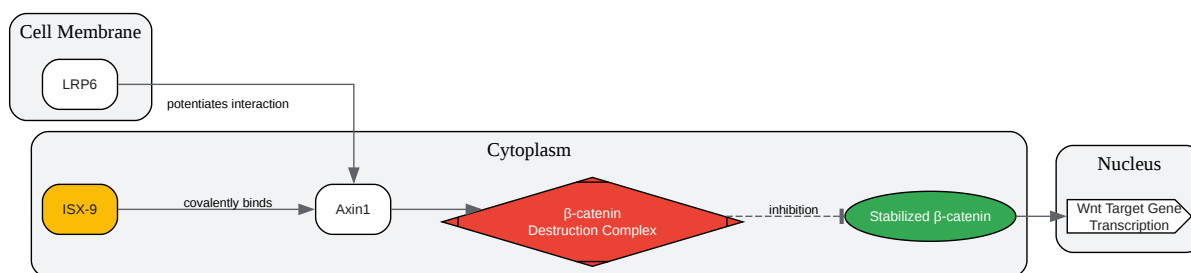 Cell Membrane
LRP6
potentiates interaction
Cytoplasm
ISX-9
covalently binds
Axin1
β-catenin
Destruction Complex
inhibition
Stabilized β-catenin
Nucleus
Wnt Target Gene
Transcription